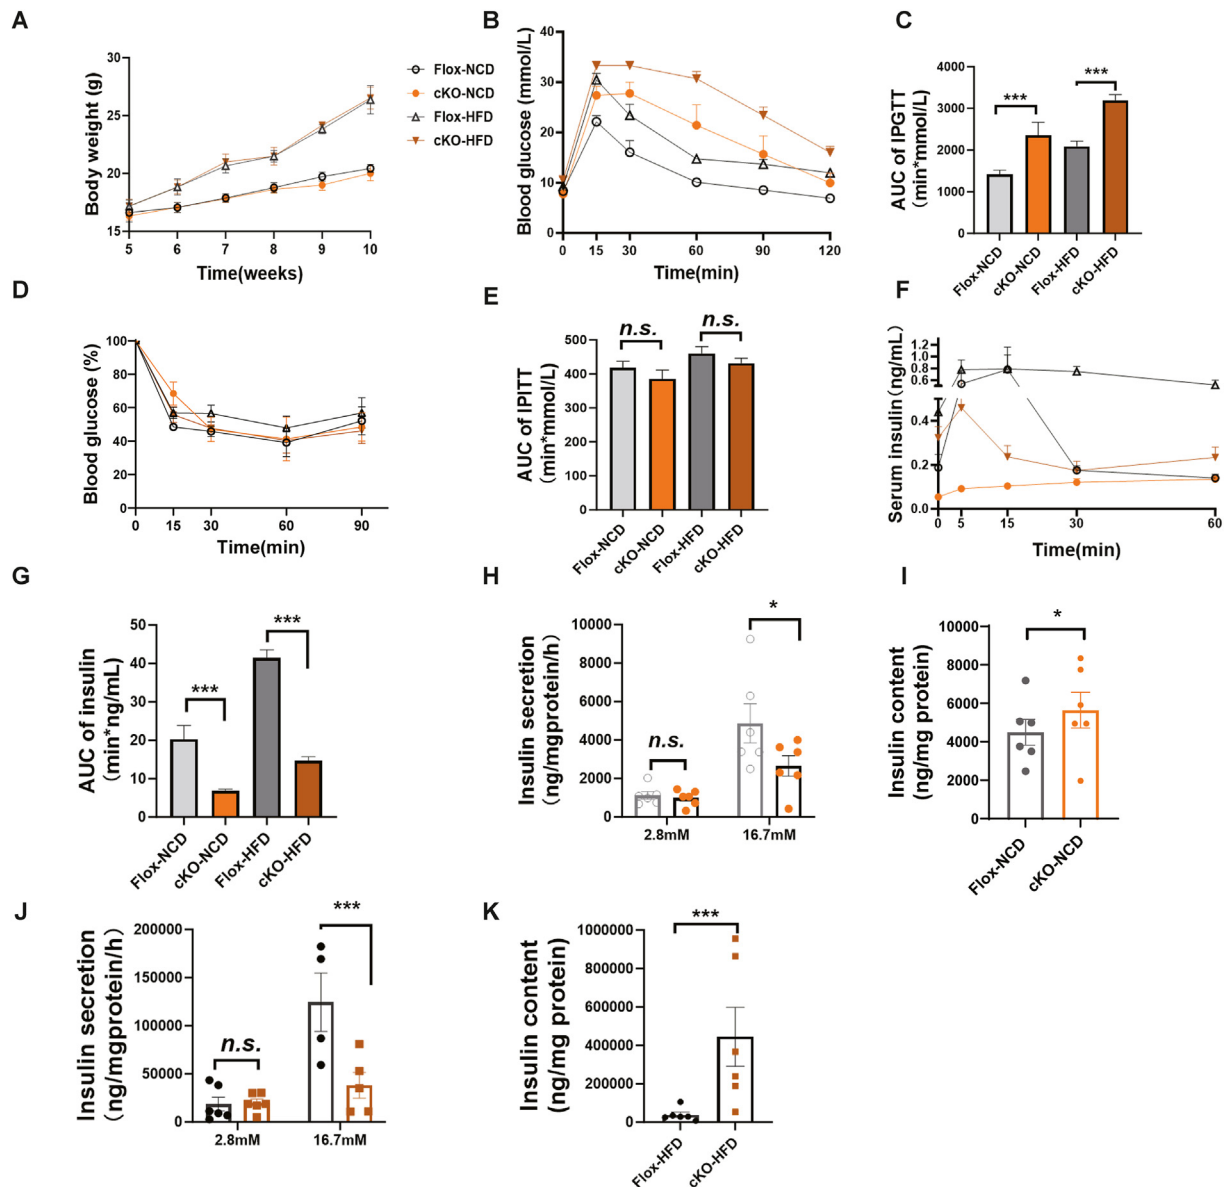 A
Body weight (g)
30
25
20
15
5 6 7 8 9 10
Time(weeks)
Flox-NCD
cKO-NCD
Flox-HFD
cKO-HFD
B
Blood glucose (mmol/L)
40
30
20
10
0
0 15 30 60 90 120
Time(min)
C
AUC of IPGTT
(min*mmol/L)
4000
3000
2000
1000
0
*** ***
Flox-NCD cKO-NCD Flox-HFD cKO-HFD
D
Blood glucose (%)
100
80
60
40
20
0
0 15 30 60 90
Time(min)
E
AUC of IPITT
(min*mmol/L)
500
400
300
200
100
0
n.s. n.s.
Flox-NCD cKO-NCD Flox-HFD cKO-HFD
F
Serum insulin (ng/mL)
1.2
1.0
0.8
0.6
0.4
0.2
0.0
0 5 15 30 60
Time(min)
G
AUC of insulin
(min*ng/mL)
50
40
30
20
10
0
*** ***
Flox-NCD cKO-NCD Flox-HFD cKO-HFD
H
Insulin secretion
(ng/mgprotein/h)
10000
8000
6000
4000
2000
0
n.s. *
2.8mM 16.7mM
I
Insulin content
(ng/mg protein)
10000
8000
6000
4000
2000
0
*
Flox-NCD cKO-NCD
J
Insulin secretion
(ng/mgprotein/h)
200000
150000
100000
50000
0
n.s. ***
2.8mM 16.7mM
K
Insulin content
(ng/mg protein)
1000000
800000
600000
400000
200000
0
***
Flox-HFD cKO-HFD